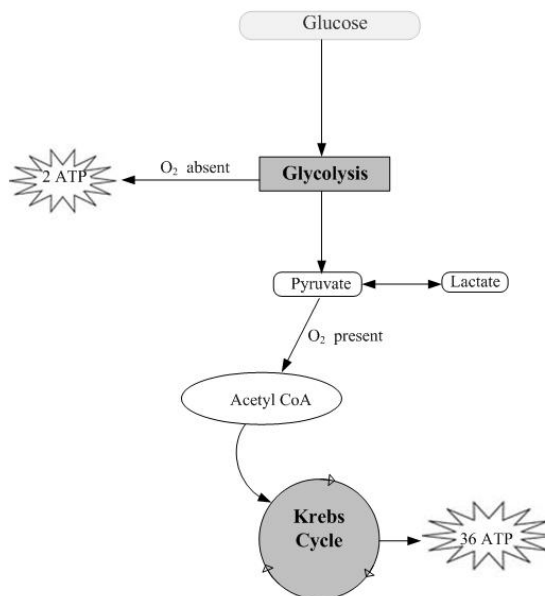 Glucose
O₂ absent
2 ATP
Glycolysis
Pyruvate
Lactate
O₂ present
Acetyl CoA
Krebs
Cycle
36 ATP